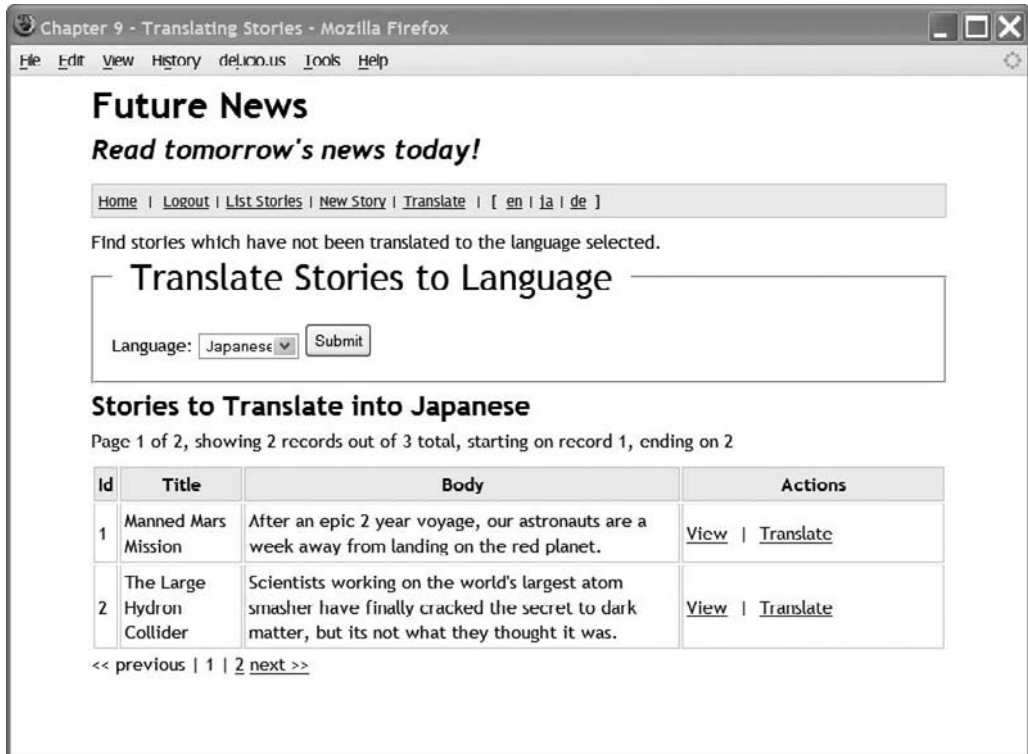 Chapter 9 - Translating Stories - Mozilla Firefox
File Edit View History del.icio.us Tools Help
Future News
Read tomorrow's news today!
Home | Logout | List Stories | New Story | Translate | [ en | ja | de ]
Find stories which have not been translated to the language selected.
Translate Stories to Language
Language: Japanese Submit
Stories to Translate into Japanese
Page 1 of 2, showing 2 records out of 3 total, starting on record 1, ending on 2
Id Title Body Actions
1 Manned Mars Mission After an epic 2 year voyage, our astronauts are a week away from landing on the red planet. View | Translate
2 The Large Hydron Collider Scientists working on the world's largest atom smasher have finally cracked the secret to dark matter, but its not what they thought it was. View | Translate
<< previous | 1 | 2 next >>